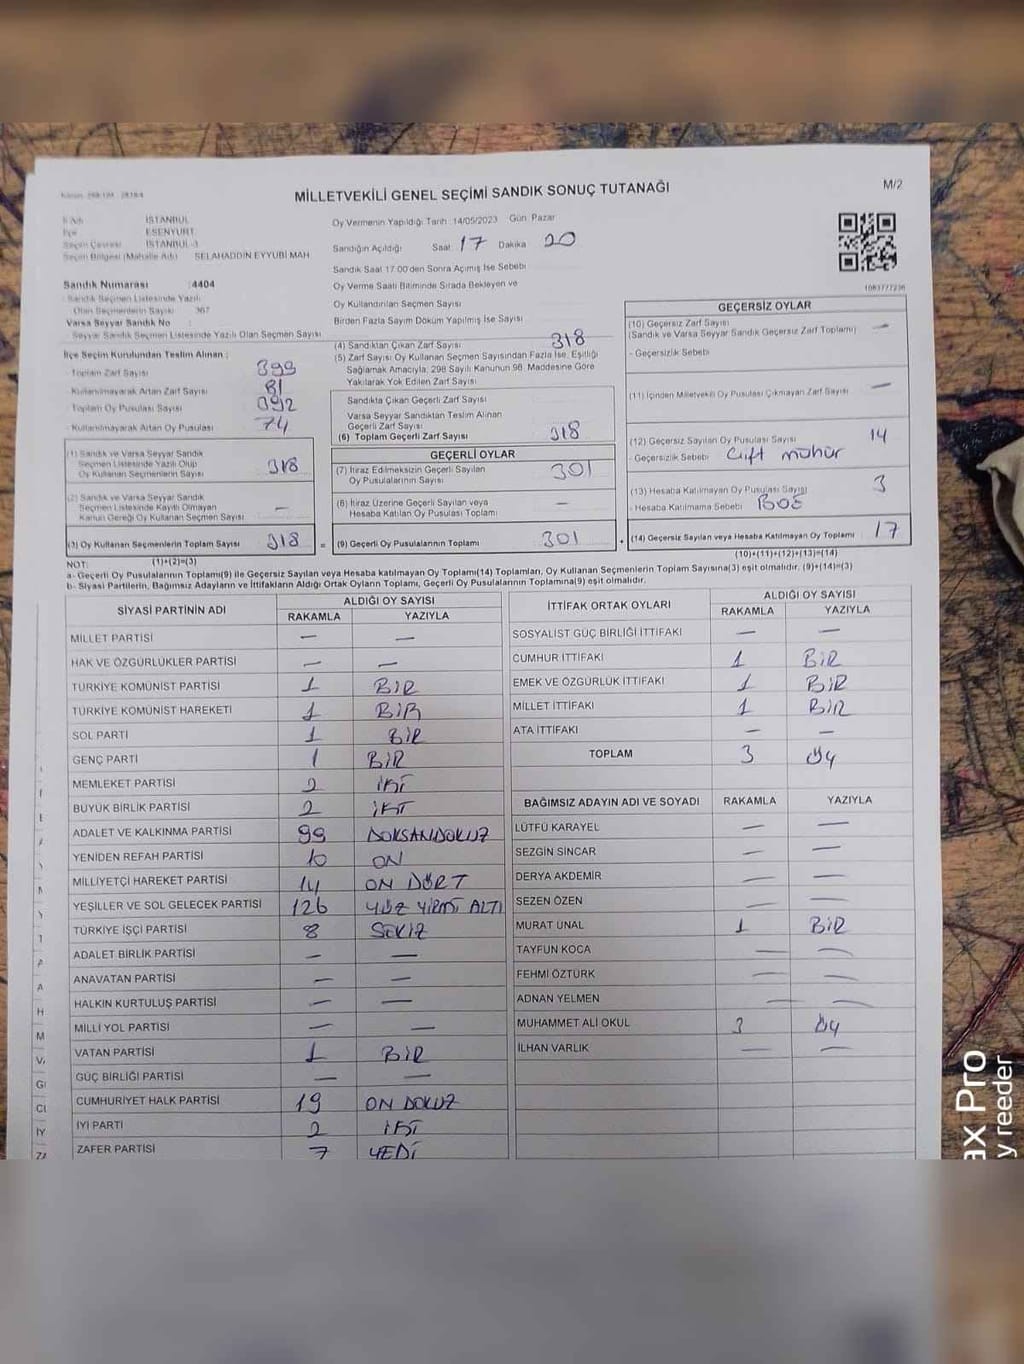 MİLLETVEKİLİ GENEL SEÇİMİ SANDIK SONUÇ TUTANAĞI
M/2
İl Adı İSTANBUL
İlçe ESENYURT
Seçim Çevresi İSTANBUL-3
Seçim Bölgesi (Mahalle Adı) SELAHADDİN EYYUBİ MAH
Sandık Numarası :4404
Sandık Seçmen Listesinde Yazılı
Olan Seçmenlerin Sayısı 367
Varsa Seyyar Sandık No :
Seyyar Sandık Seçmen Listesinde Yazılı Olan Seçmen Sayısı
İlçe Seçim Kurulundan Teslim Alınan :
- Toplam Zarf Sayısı 399
- Kullanılmayarak Artan Zarf Sayısı 81
- Toplam Oy Pusulası Sayısı 392
- Kullanılmayarak Artan Oy Pusulası 74
(1) Sandık ve Varsa Seyyar Sandık
Seçmen Listesinde Yazılı Olup
Oy Kullanan Seçmenlerin Sayısı 318
(2) Sandık ve Varsa Seyyar Sandık
Seçmen Listesinde Kayıtlı Olmayan
Kanun Gereği Oy Kullanan Seçmen Sayısı —
(3) Oy Kullanan Seçmenlerin Toplam Sayısı 318 =
(1)+(2)=(3)
Oy Vermenin Yapıldığı Tarih 14/05/2023 Gün Pazar
Sandığın Açıldığı Saat 17 Dakika 20
Sandık Saat 17.00'den Sonra Açılmış İse Sebebi
Oy Verme Saati Bitiminde Sırada Bekleyen ve
Oy Kullandırılan Seçmen Sayısı
Birden Fazla Sayım Döküm Yapılmış İse Sayısı
(4) Sandıktan Çıkan Zarf Sayısı 318
(5) Zarf Sayısı Oy Kullanan Seçmen Sayısından Fazla İse, Eşitliği
Sağlamak Amacıyla, 298 Sayılı Kanunun 98. Maddesine Göre
Yakılarak Yok Edilen Zarf Sayısı
Sandıkta Çıkan Geçerli Zarf Sayısı
Varsa Seyyar Sandıktan Teslim Alınan
Geçerli Zarf Sayısı
(6) Toplam Geçerli Zarf Sayısı 318
GEÇERLİ OYLAR
(7) İtiraz Edilmeksizin Geçerli Sayılan
Oy Pusulalarının Sayısı 301
(8) İtiraz Üzerine Geçerli Sayılan veya
Hesaba Katılan Oy Pusulası Toplamı —
(9) Geçerli Oy Pusulalarının Toplamı 301 +
1083777236
GEÇERSİZ OYLAR
(10) Geçersiz Zarf Sayısı
(Sandık ve Varsa Seyyar Sandık Geçersiz Zarf Toplamı) —
- Geçersizlik Sebebi
(11) İçinden Milletvekili Oy Pusulası Çıkmayan Zarf Sayısı —
(12) Geçersiz Sayılan Oy Pusulası Sayısı 14
- Geçersizlik Sebebi Çift mühür
(13) Hesaba Katılmayan Oy Pusulası Sayısı 3
- Hesaba Katılmama Sebebi BOŞ
(14) Geçersiz Sayılan veya Hesaba Katılmayan Oy Toplamı 17
(10)+(11)+(12)+(13)=(14)
NOT:
a- Geçerli Oy Pusulalarının Toplamı(9) ile Geçersiz Sayılan veya Hesaba katılmayan Oy Toplamı(14) Toplamları, Oy Kullanan Seçmenlerin Toplam Sayısına(3) eşit olmalıdır. (9)+(14)=(3)
b- Siyasi Partilerin, Bağımsız Adayların ve İttifakların Aldığı Ortak Oyların Toplamı, Geçerli Oy Pusulalarının Toplamına(9) eşit olmalıdır.
SİYASİ PARTİNİN ADI ALDIĞI OY SAYISI
RAKAMLA YAZIYLA
MİLLET PARTİSİ — —
HAK VE ÖZGÜRLÜKLER PARTİSİ — —
TÜRKİYE KOMÜNİST PARTİSİ 1 BİR
TÜRKİYE KOMÜNİST HAREKETİ 1 BİR
SOL PARTİ 1 BİR
GENÇ PARTİ 1 BİR
MEMLEKET PARTİSİ 2 İKİ
BÜYÜK BİRLİK PARTİSİ 2 İKİ
ADALET VE KALKINMA PARTİSİ 99 DOKSANDOKUZ
YENİDEN REFAH PARTİSİ 10 ON
MİLLİYETÇİ HAREKET PARTİSİ 14 ON DÖRT
YEŞİLLER VE SOL GELECEK PARTİSİ 126 YÜZ YİRMİ ALTI
TÜRKİYE İŞÇİ PARTİSİ 8 SEKİZ
ADALET BİRLİK PARTİSİ — —
ANAVATAN PARTİSİ — —
HALKIN KURTULUŞ PARTİSİ — —
MİLLİ YOL PARTİSİ — —
VATAN PARTİSİ 1 BİR
GÜÇ BİRLİĞİ PARTİSİ — —
CUMHURİYET HALK PARTİSİ 19 ON DOKUZ
İYİ PARTİ 2 İKİ
ZAFER PARTİSİ 7 YEDİ
İTTİFAK ORTAK OYLARI ALDIĞI OY SAYISI
RAKAMLA YAZIYLA
SOSYALİST GÜÇ BİRLİĞİ İTTİFAKI — —
CUMHUR İTTİFAKI 1 BİR
EMEK VE ÖZGÜRLÜK İTTİFAKI 1 BİR
MİLLET İTTİFAKI 1 BİR
ATA İTTİFAKI — —
TOPLAM 3 ÜÇ
BAĞIMSIZ ADAYIN ADI VE SOYADI RAKAMLA YAZIYLA
LÜTFÜ KARAYEL — —
SEZGİN SİNCAR — —
DERYA AKDEMİR — —
SEZEN ÖZEN — —
MURAT ÜNAL 1 BİR
TAYFUN KOCA — —
FEHMİ ÖZTÜRK — —
ADNAN YELMEN — —
MUHAMMET ALİ OKUL 3 ÜÇ
İLHAN VARLIK — —
ax Pro
y reeder